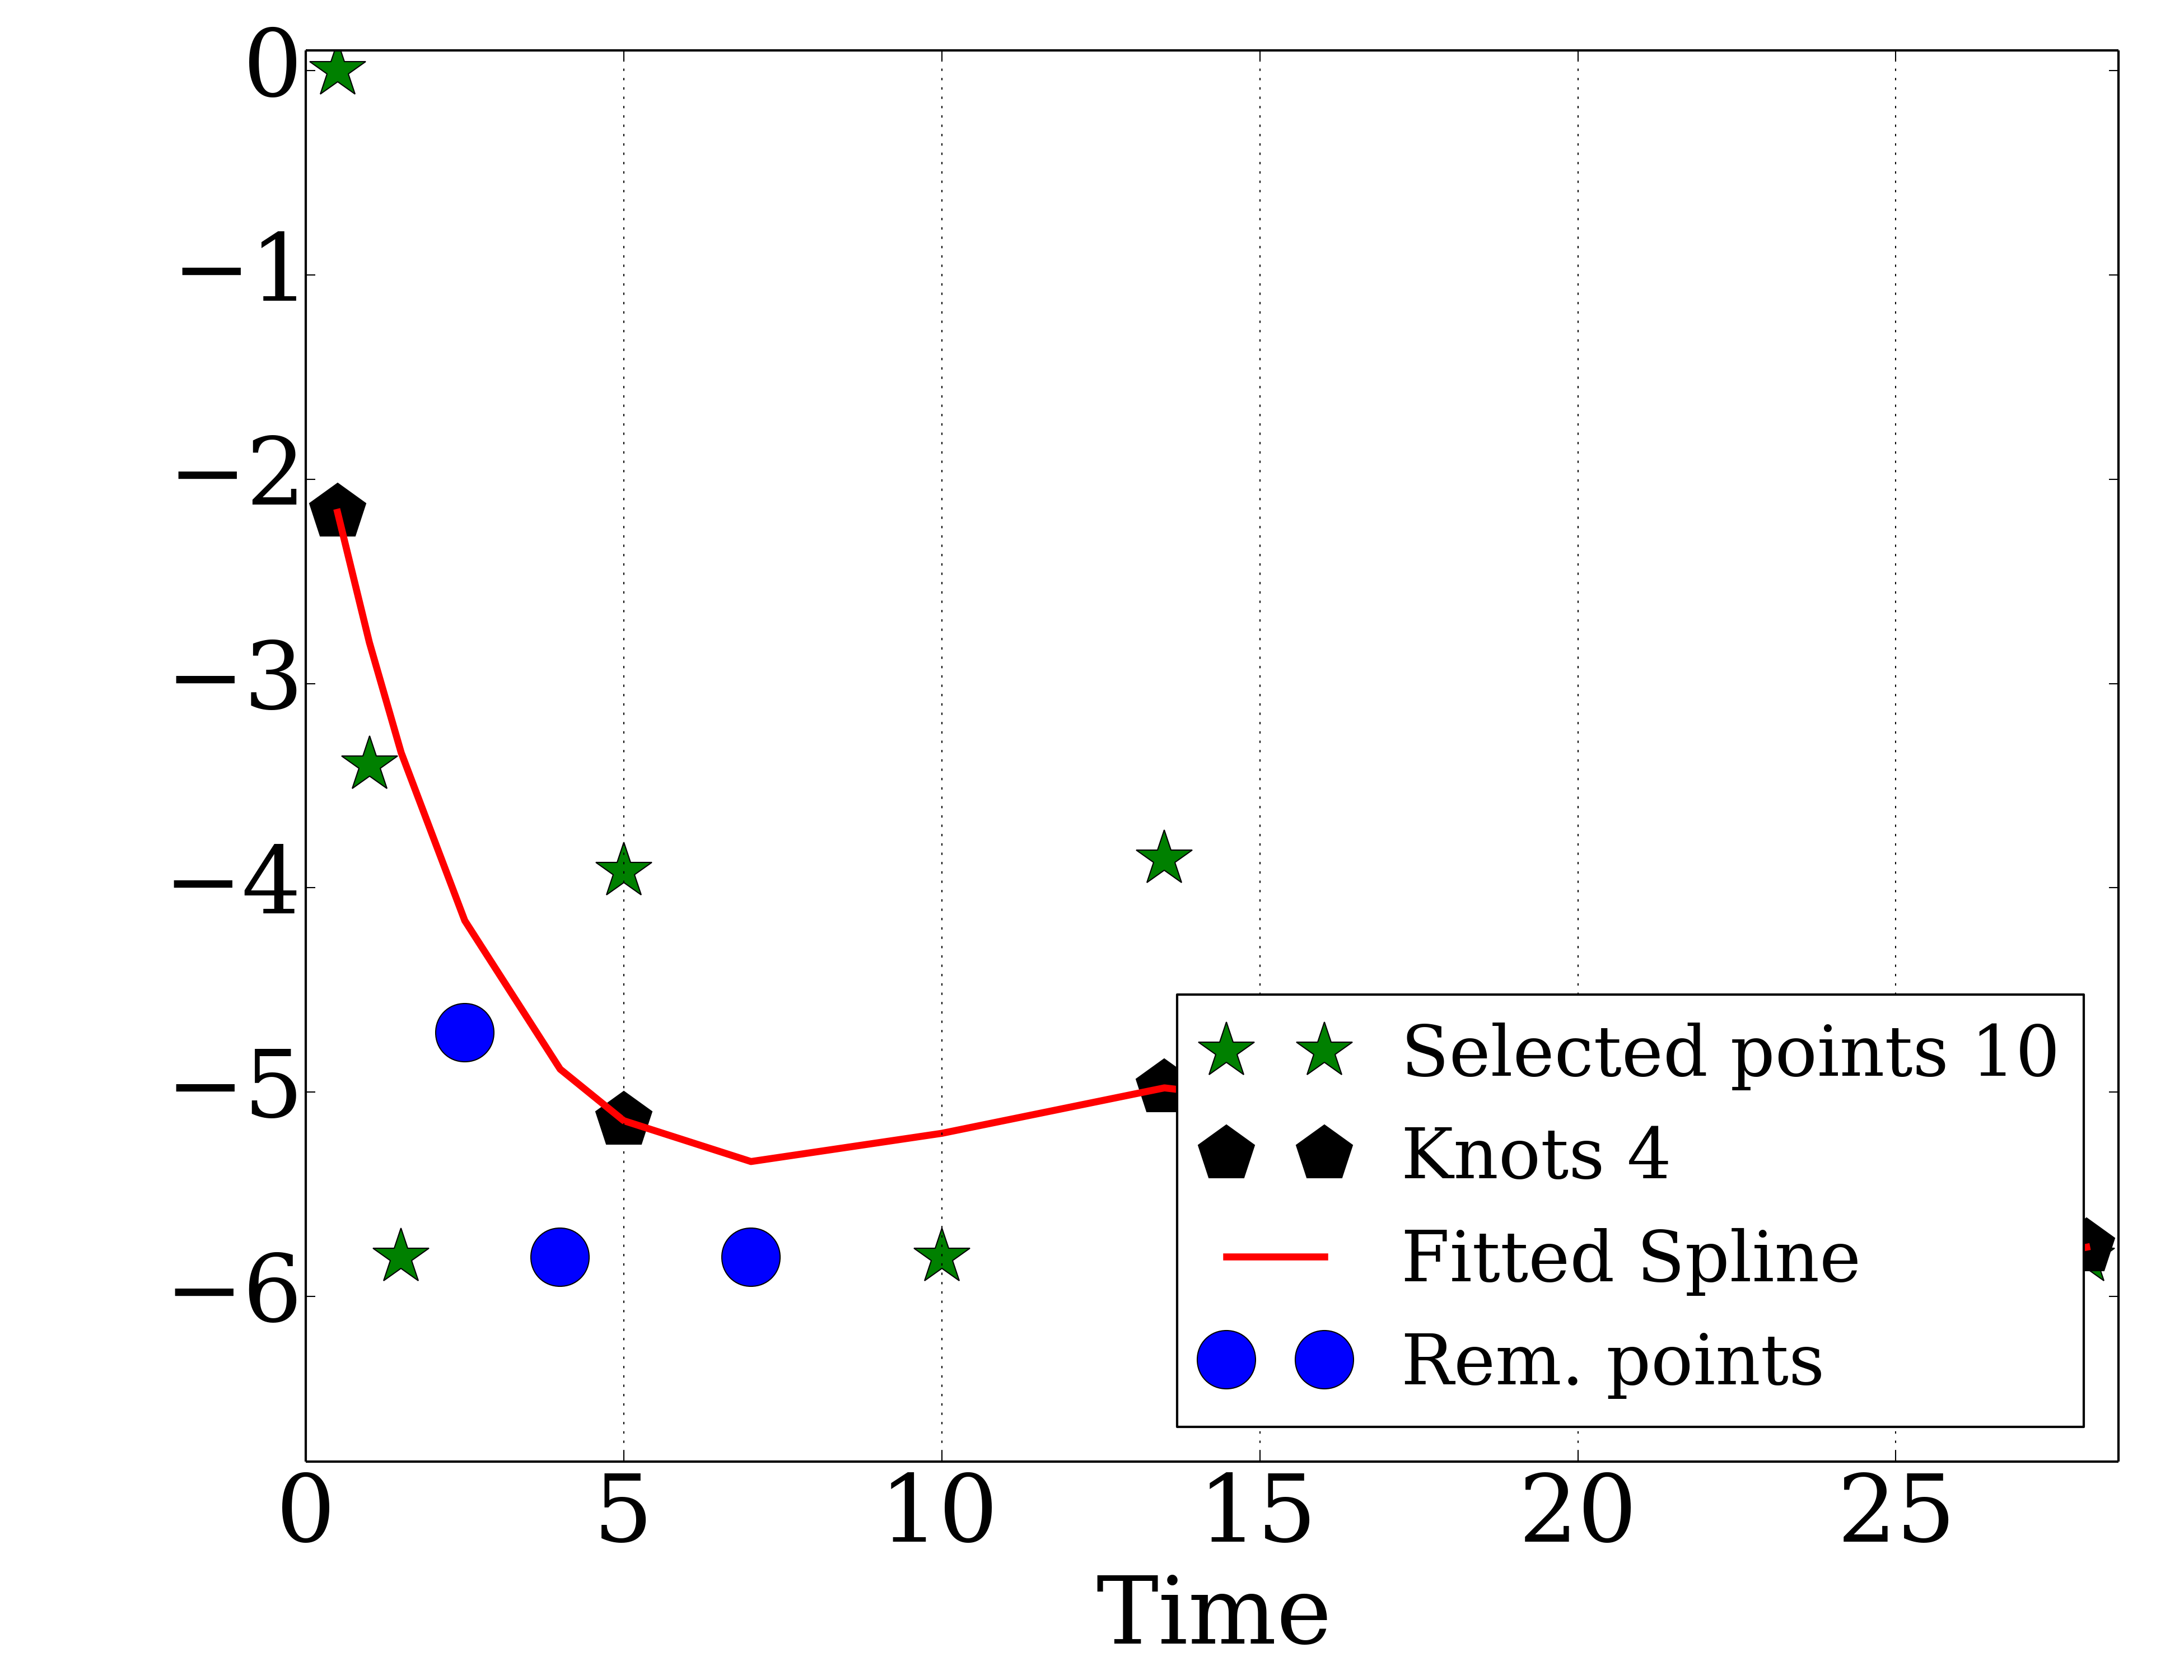 0
−1
−2
−3
−4
−5
−6
Selected points 10
Knots 4
Fitted Spline
Rem. points
0 5 10 15 20 25
Time